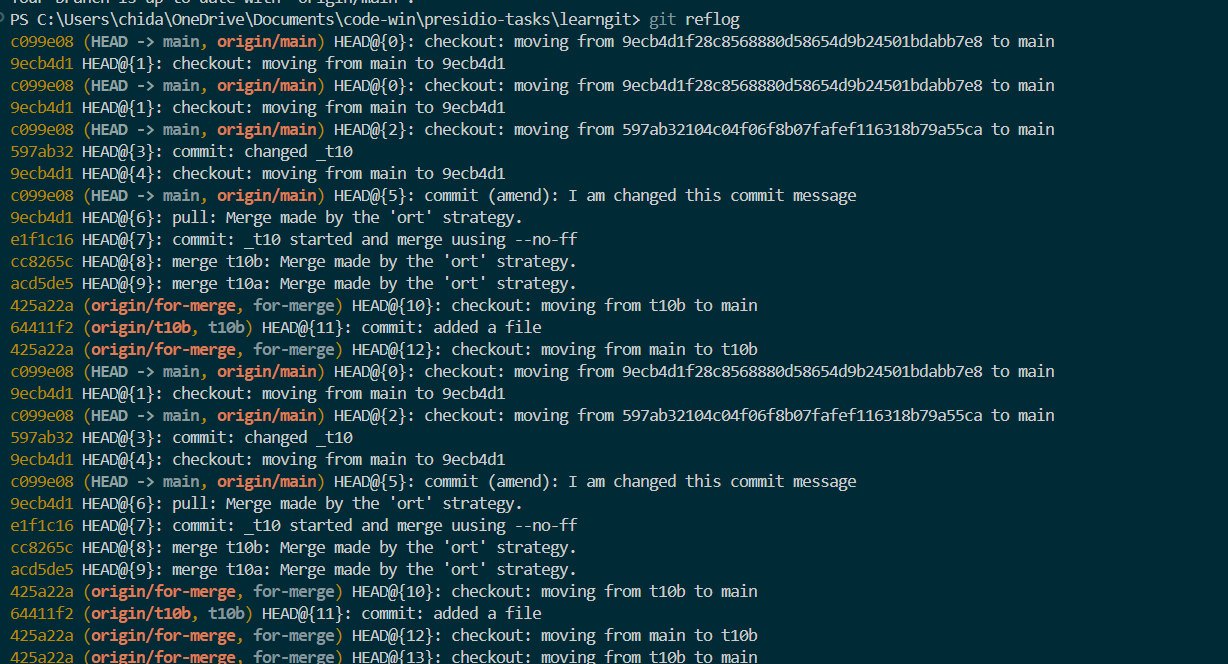 Your branch is up to date with 'origin/main'.
PS C:\Users\chida\OneDrive\Documents\code-win\presidio-tasks\learngit> git reflog
c099e08 (HEAD -> main, origin/main) HEAD@{0}: checkout: moving from 9ecb4d1f28c8568880d58654d9b24501bdabb7e8 to main
9ecb4d1 HEAD@{1}: checkout: moving from main to 9ecb4d1
c099e08 (HEAD -> main, origin/main) HEAD@{0}: checkout: moving from 9ecb4d1f28c8568880d58654d9b24501bdabb7e8 to main
9ecb4d1 HEAD@{1}: checkout: moving from main to 9ecb4d1
c099e08 (HEAD -> main, origin/main) HEAD@{2}: checkout: moving from 597ab32104c04f06f8b07fafef116318b79a55ca to main
597ab32 HEAD@{3}: commit: changed _t10
9ecb4d1 HEAD@{4}: checkout: moving from main to 9ecb4d1
c099e08 (HEAD -> main, origin/main) HEAD@{5}: commit (amend): I am changed this commit message
9ecb4d1 HEAD@{6}: pull: Merge made by the 'ort' strategy.
e1f1c16 HEAD@{7}: commit: _t10 started and merge uusing --no-ff
cc8265c HEAD@{8}: merge t10b: Merge made by the 'ort' strategy.
acd5de5 HEAD@{9}: merge t10a: Merge made by the 'ort' strategy.
425a22a (origin/for-merge, for-merge) HEAD@{10}: checkout: moving from t10b to main
64411f2 (origin/t10b, t10b) HEAD@{11}: commit: added a file
425a22a (origin/for-merge, for-merge) HEAD@{12}: checkout: moving from main to t10b
c099e08 (HEAD -> main, origin/main) HEAD@{0}: checkout: moving from 9ecb4d1f28c8568880d58654d9b24501bdabb7e8 to main
9ecb4d1 HEAD@{1}: checkout: moving from main to 9ecb4d1
c099e08 (HEAD -> main, origin/main) HEAD@{2}: checkout: moving from 597ab32104c04f06f8b07fafef116318b79a55ca to main
597ab32 HEAD@{3}: commit: changed _t10
9ecb4d1 HEAD@{4}: checkout: moving from main to 9ecb4d1
c099e08 (HEAD -> main, origin/main) HEAD@{5}: commit (amend): I am changed this commit message
9ecb4d1 HEAD@{6}: pull: Merge made by the 'ort' strategy.
e1f1c16 HEAD@{7}: commit: _t10 started and merge uusing --no-ff
cc8265c HEAD@{8}: merge t10b: Merge made by the 'ort' strategy.
acd5de5 HEAD@{9}: merge t10a: Merge made by the 'ort' strategy.
425a22a (origin/for-merge, for-merge) HEAD@{10}: checkout: moving from t10b to main
64411f2 (origin/t10b, t10b) HEAD@{11}: commit: added a file
425a22a (origin/for-merge, for-merge) HEAD@{12}: checkout: moving from main to t10b
425a22a (origin/for-merge, for-merge) HEAD@{13}: checkout: moving from t10b to main